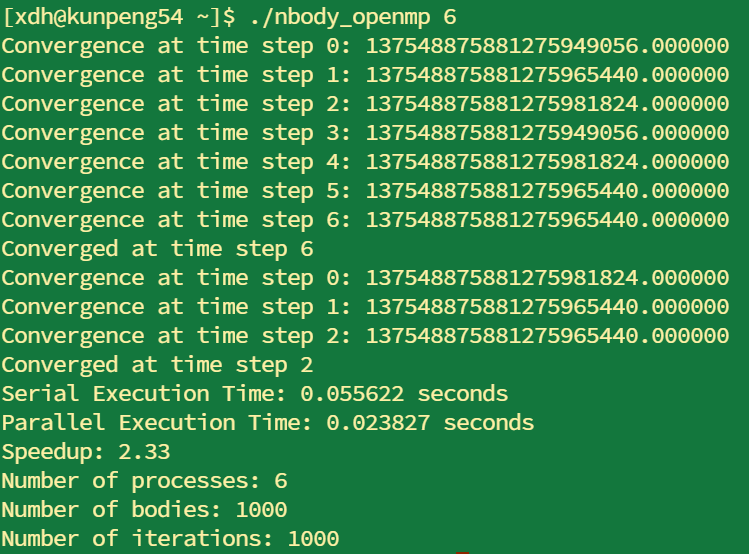 [xdh@kunpeng54 ~]$ ./nbody_openmp 6
Convergence at time step 0: 137548875881275949056.000000
Convergence at time step 1: 137548875881275965440.000000
Convergence at time step 2: 137548875881275981824.000000
Convergence at time step 3: 137548875881275949056.000000
Convergence at time step 4: 137548875881275981824.000000
Convergence at time step 5: 137548875881275965440.000000
Convergence at time step 6: 137548875881275965440.000000
Converged at time step 6
Convergence at time step 0: 137548875881275981824.000000
Convergence at time step 1: 137548875881275965440.000000
Convergence at time step 2: 137548875881275965440.000000
Converged at time step 2
Serial Execution Time: 0.055622 seconds
Parallel Execution Time: 0.023827 seconds
Speedup: 2.33
Number of processes: 6
Number of bodies: 1000
Number of iterations: 1000